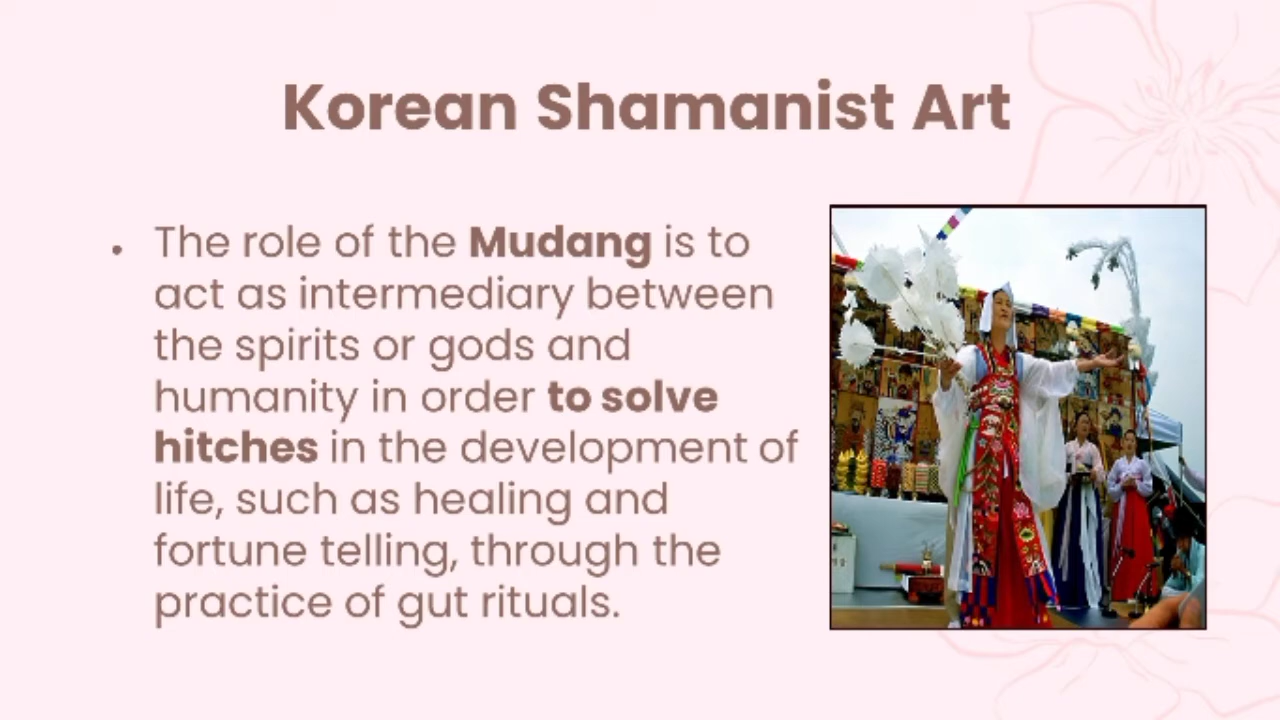 Korean Shamanist Art
• The role of the Mudang is to
act as intermediary between
the spirits or gods and
humanity in order to solve
hitches in the development of
life, such as healing and
fortune telling, through the
practice of gut rituals.